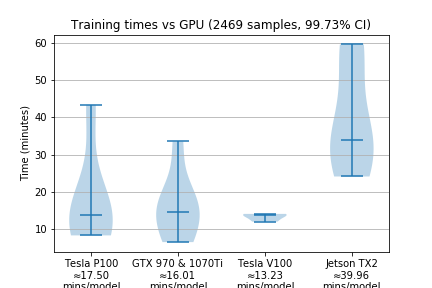 Training times vs GPU (2469 samples, 99.73% CI)
Time (minutes)
60
50
40
30
20
10
Tesla P100
≈17.50
mins/model
GTX 970 & 1070Ti
≈16.01
mins/model
Tesla V100
≈13.23
mins/model
Jetson TX2
≈39.96
mins/model